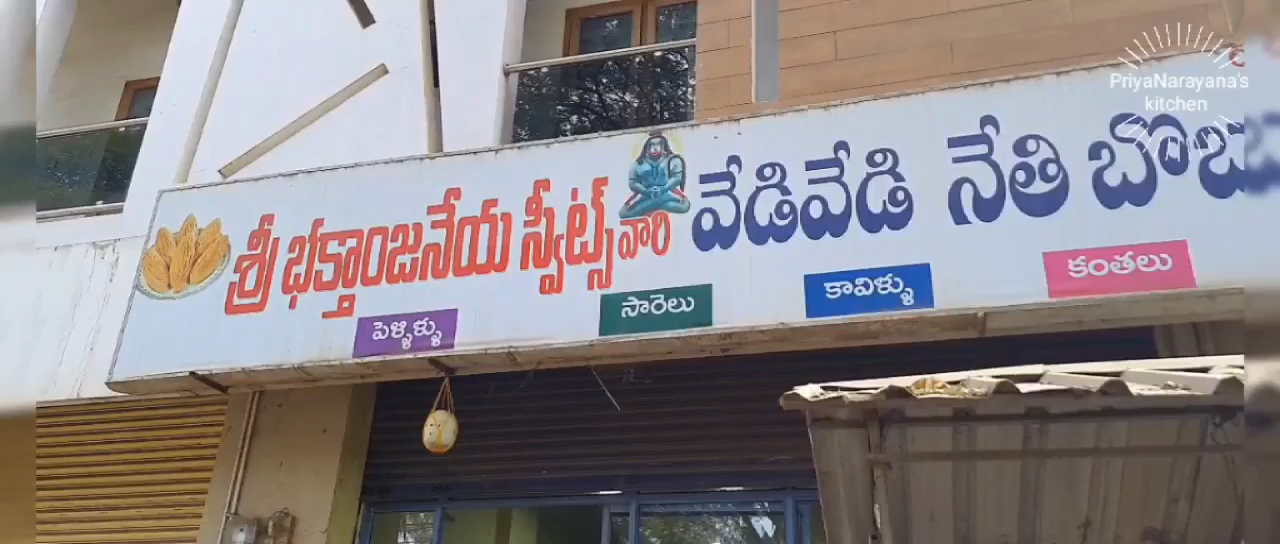 PriyaNarayana's
kitchen
శ్రీ భక్తాంజనేయ స్వీట్స్ వారి వేడివేడి నేతి
పెళ్ళిళ్ళు సారెలు కావిళ్ళు కంతలు